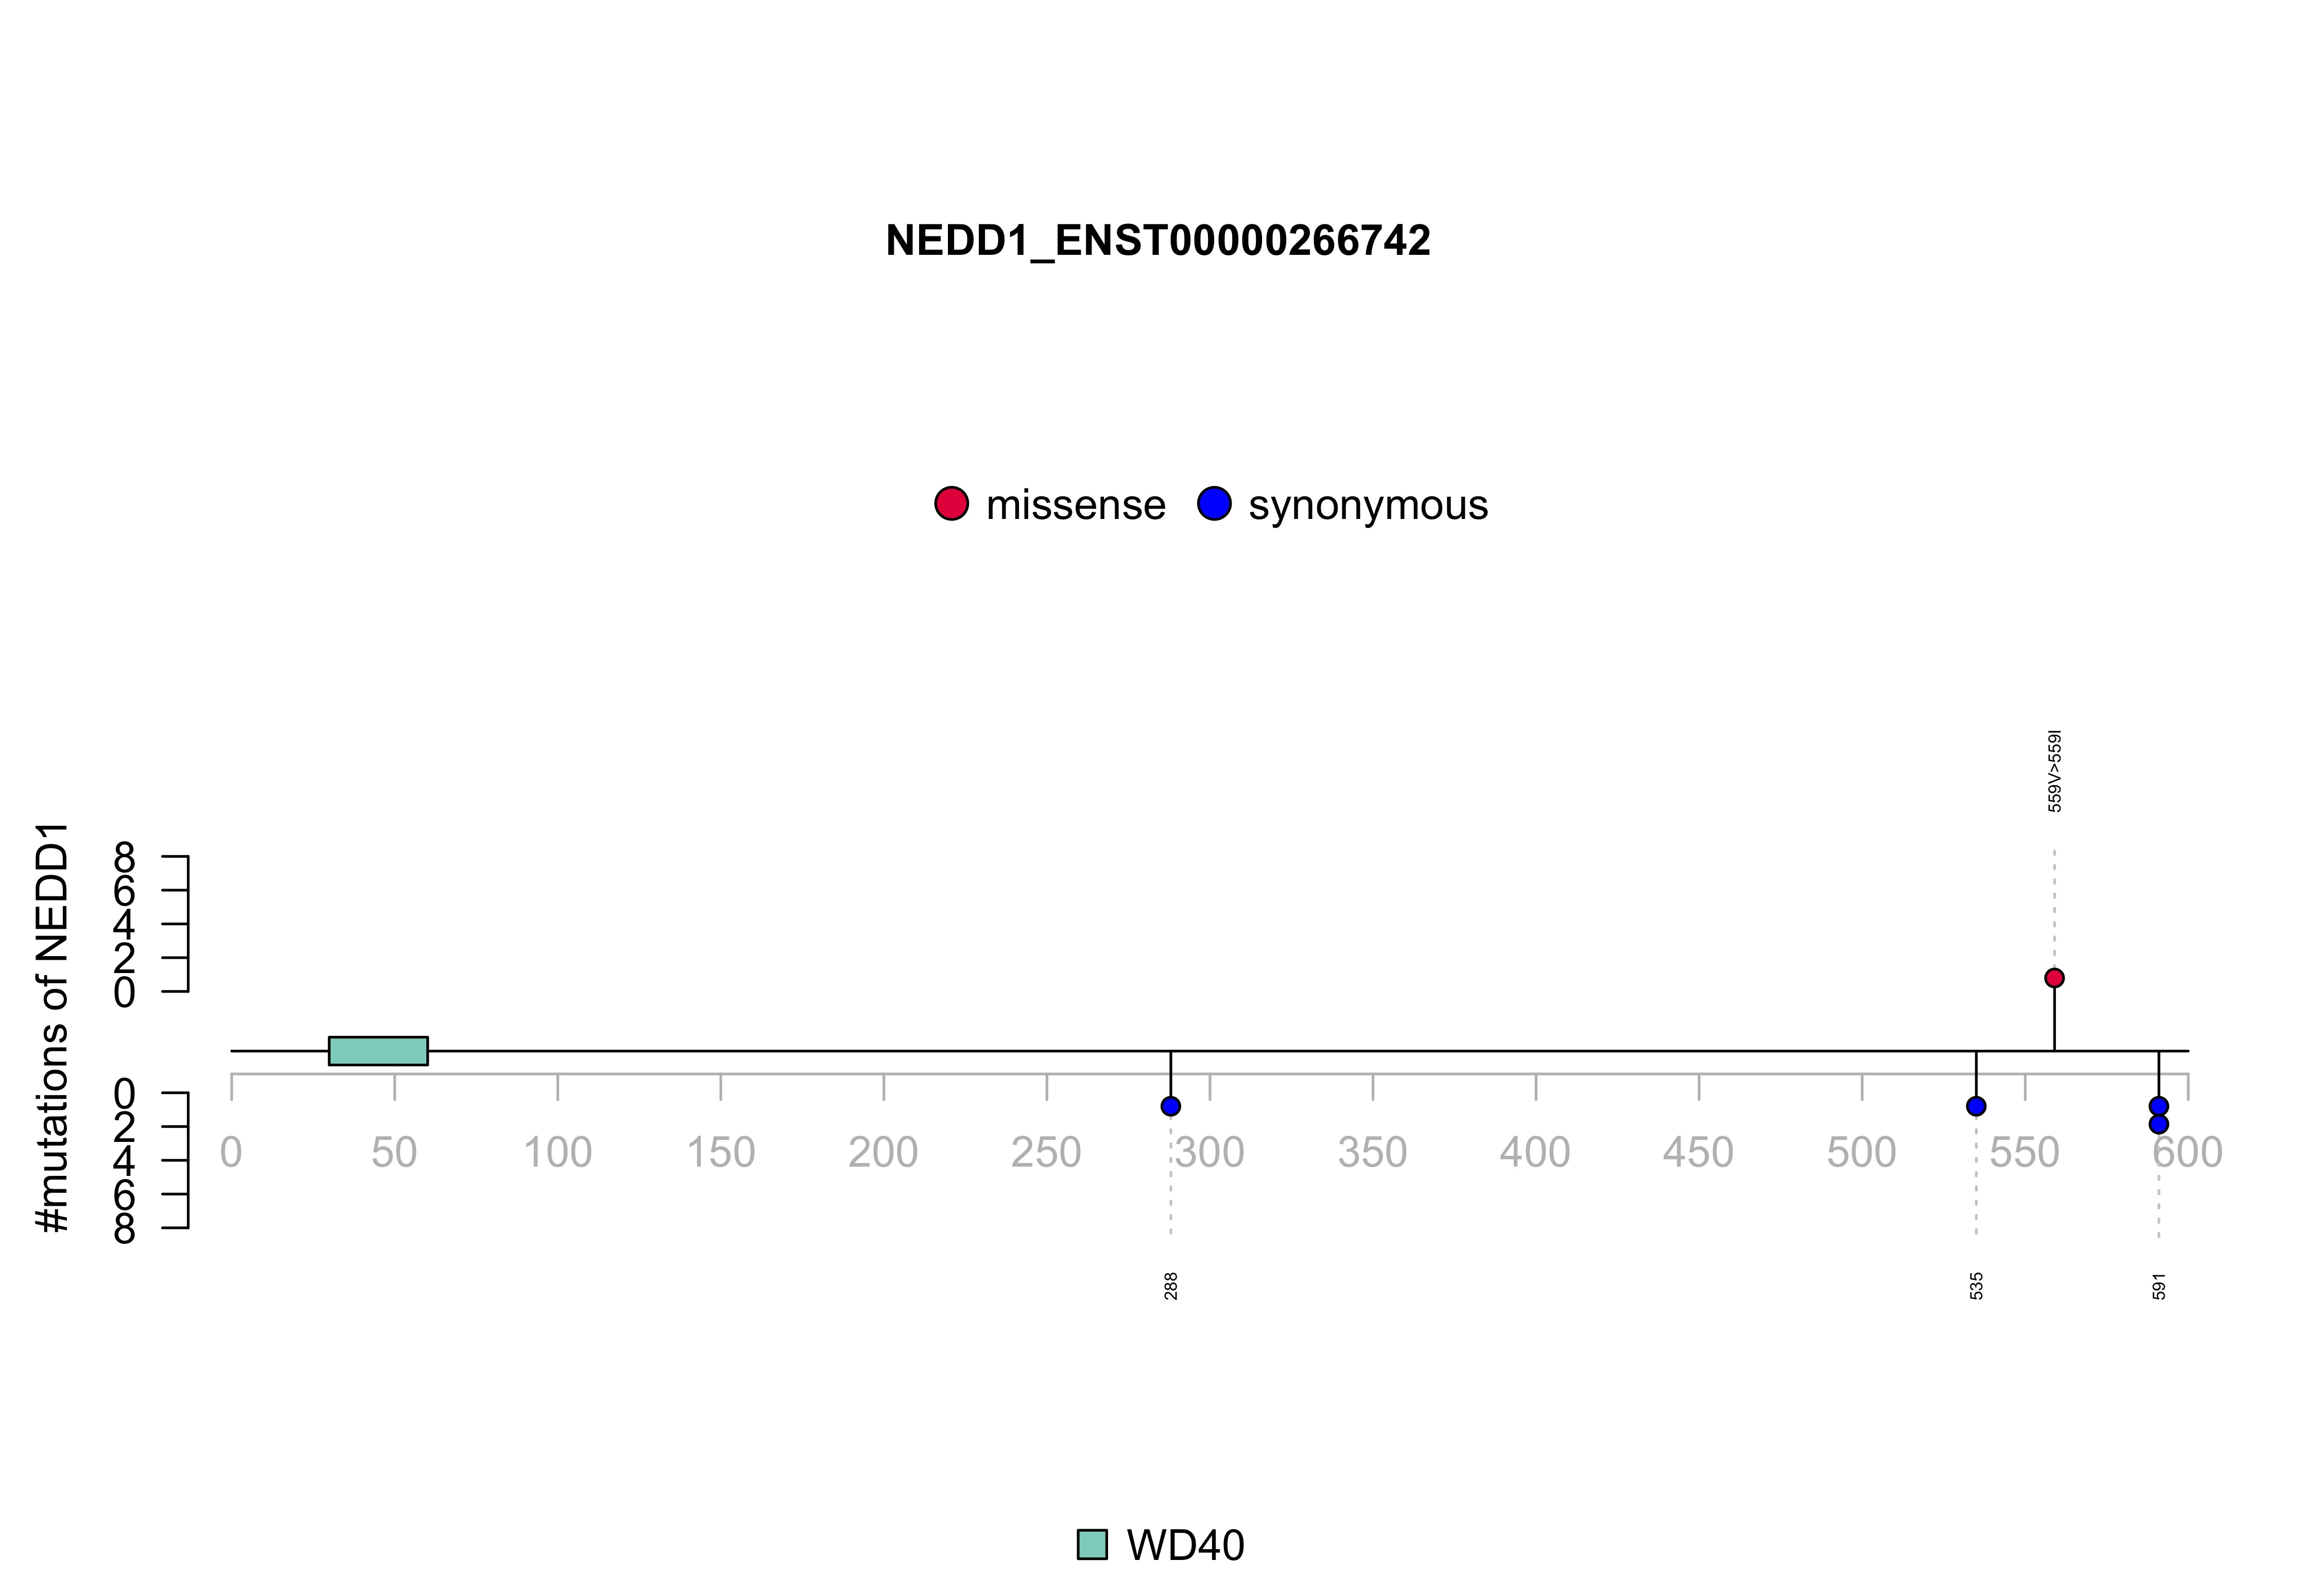 NEDD1_ENST00000266742
missense
synonymous
559V>559I
#mutations of NEDD1
8
6
4
2
0
0
2
4
6
8
0 50 100 150 200 250 300 350 400 450 500 550 600
288
535
591
WD40